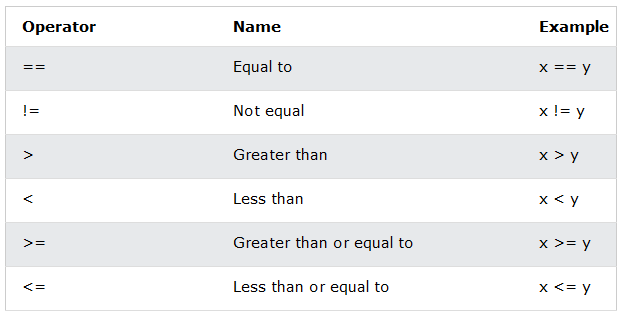 Operator Name Example
== Equal to x == y
!= Not equal x != y
> Greater than x > y
< Less than x < y
>= Greater than or equal to x >= y
<= Less than or equal to x <= y